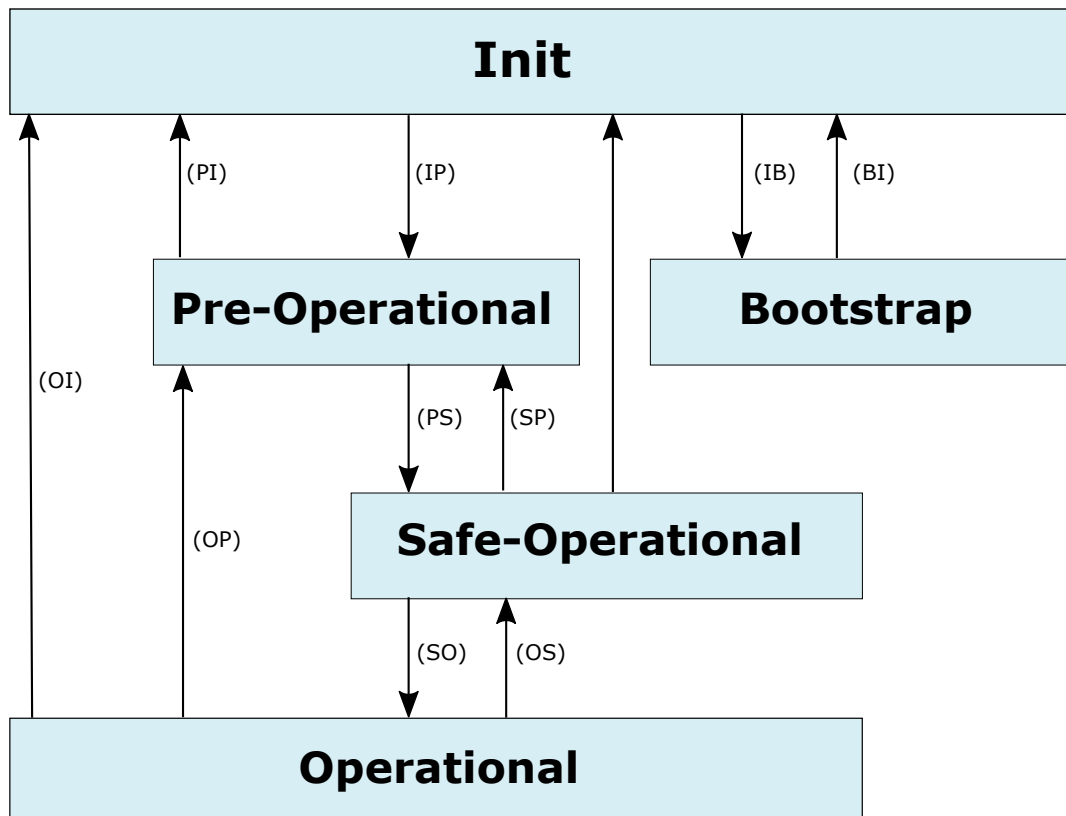 Init
(PI)
(IP)
(IB)
(BI)
Pre-Operational
Bootstrap
(OI)
(PS)
(SP)
(OP)
Safe-Operational
(SO)
(OS)
Operational